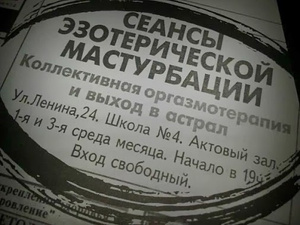 СЕАНСЫ
ЭЗОТЕРИЧЕСКОЙ
МАСТУРБАЦИИ
Коллективная оргазмотерапия
и выход в астрал
Ул.Ленина,24. Школа №4. Актовый зал.
1-я и 3-я среда месяца. Начало в 19
Вход свободный.